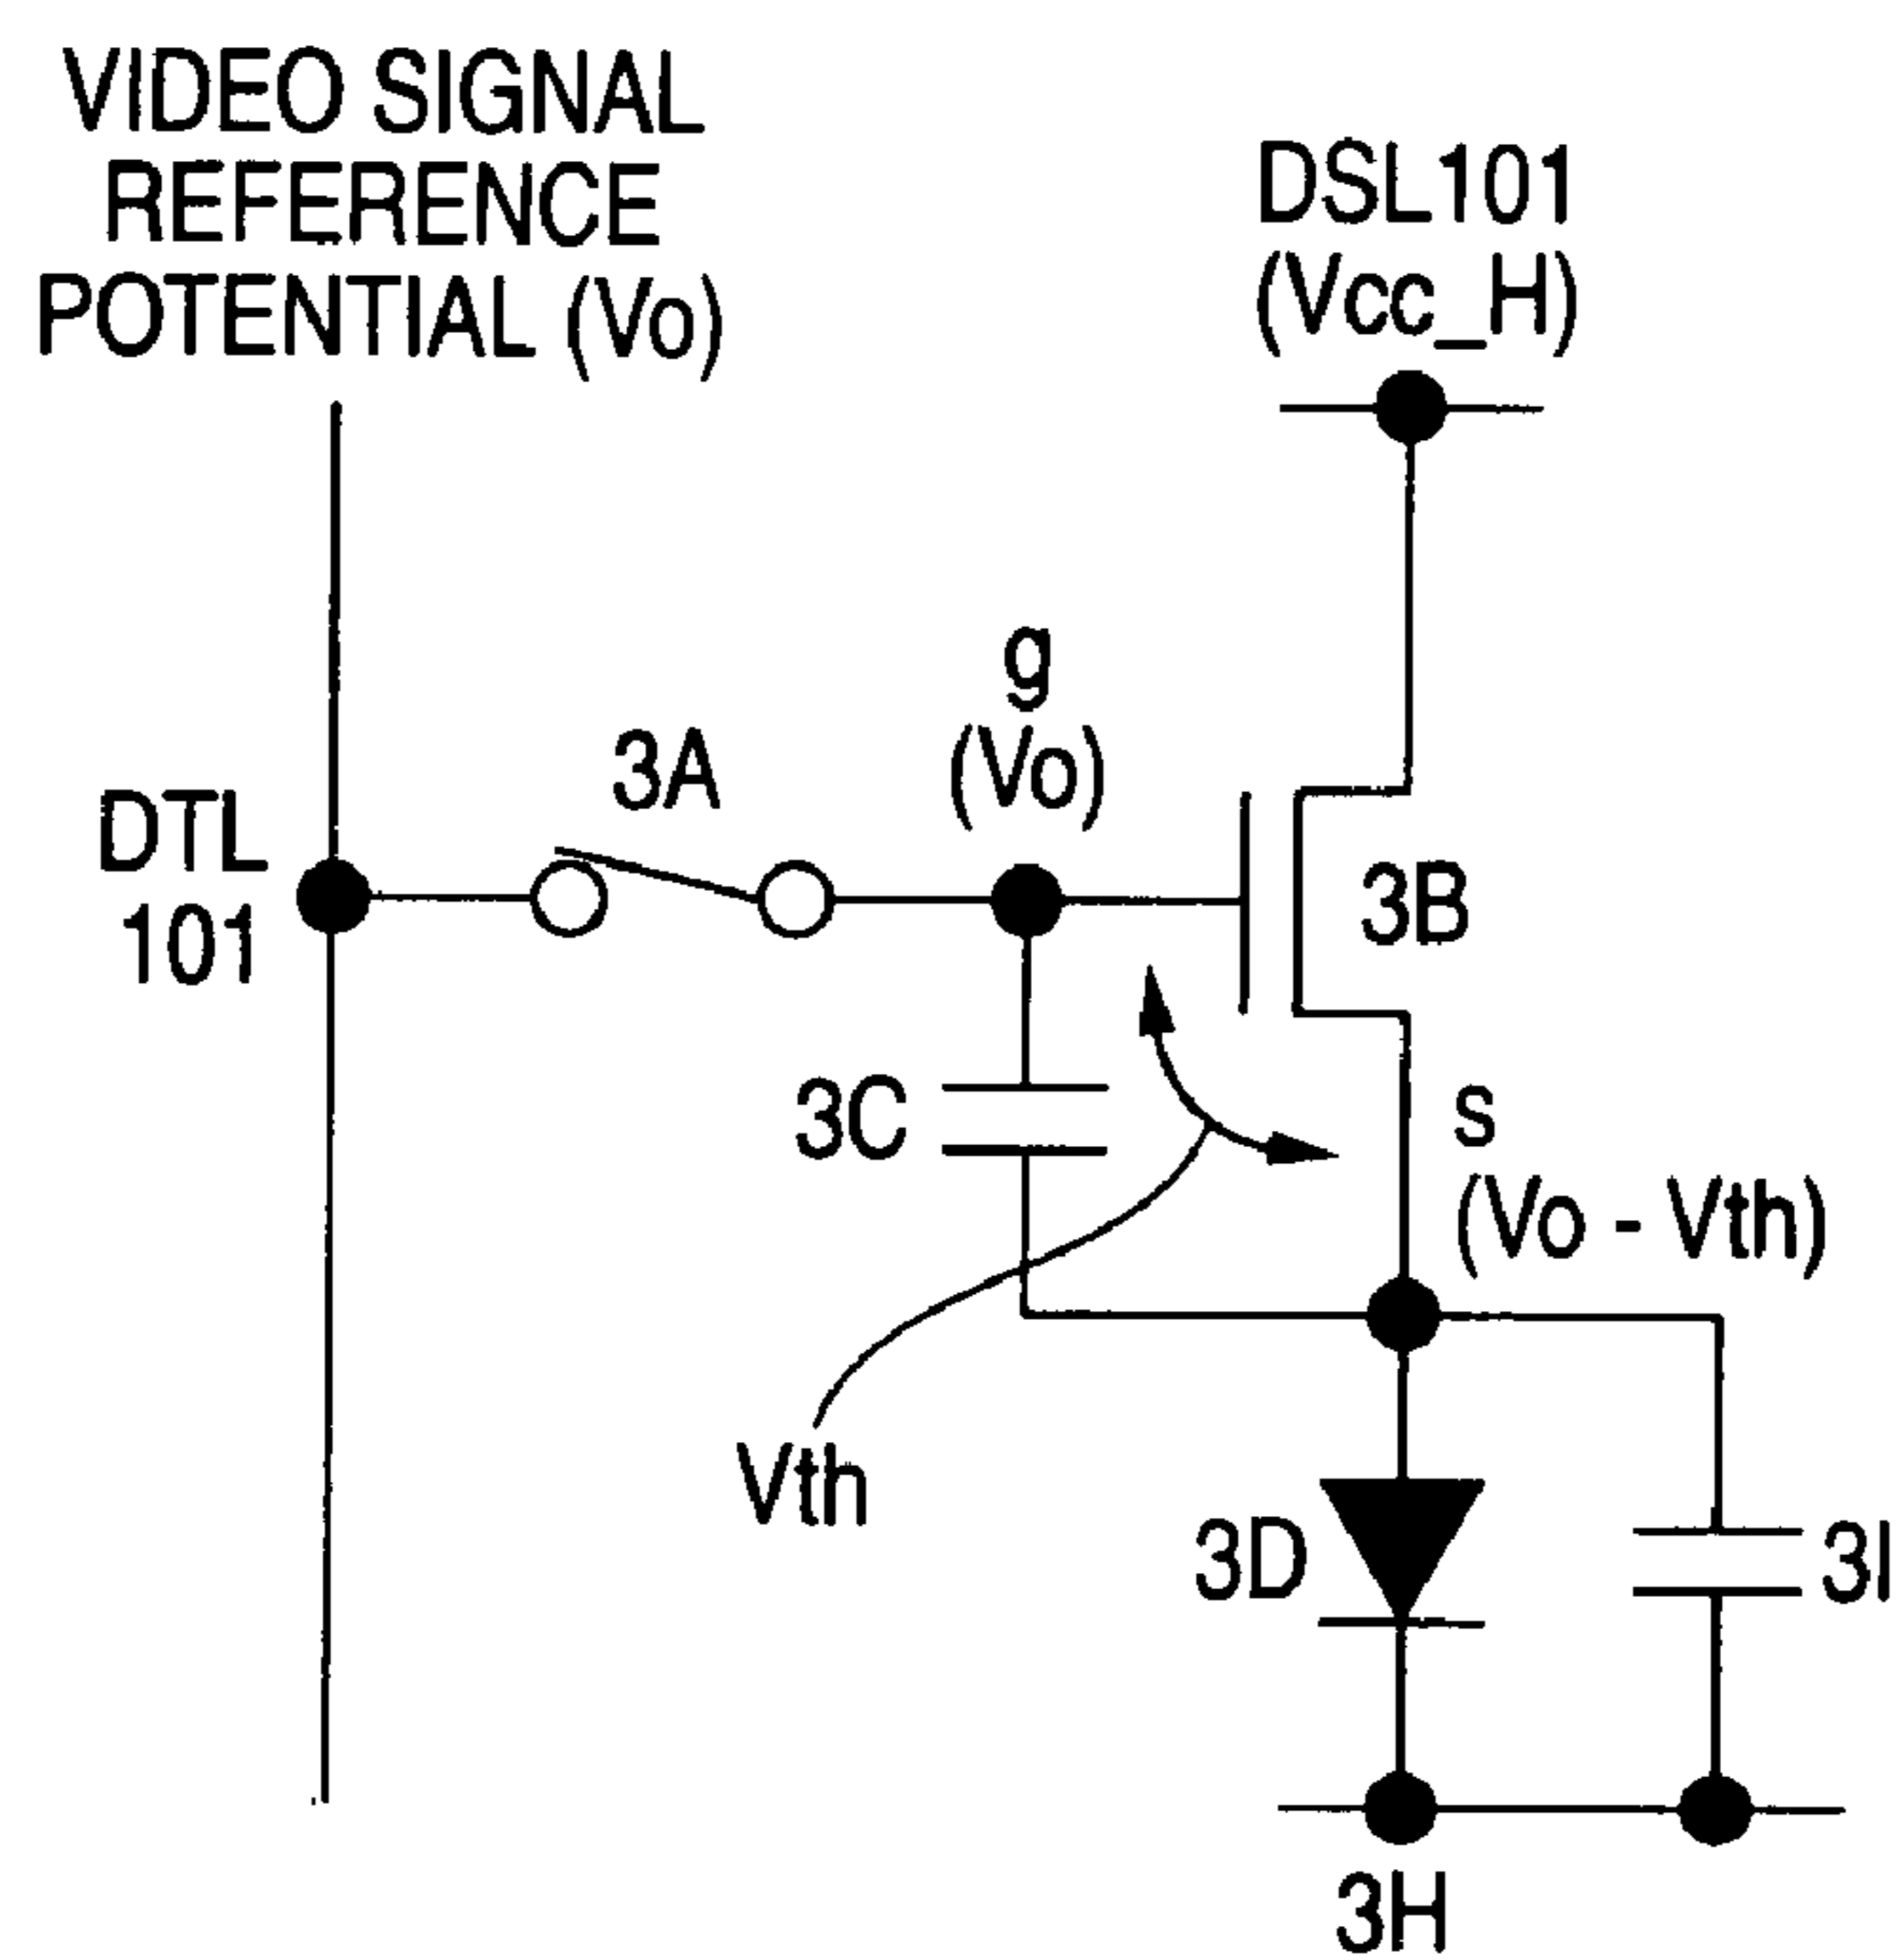 VIDEO SIGNAL
REFERENCE
POTENTIAL (Vo)
DSL101
(Vcc_H)
g
(Vo)
3A
DTL
101
3B
3C
s
(Vo - Vth)
Vth
3D
3I
3H